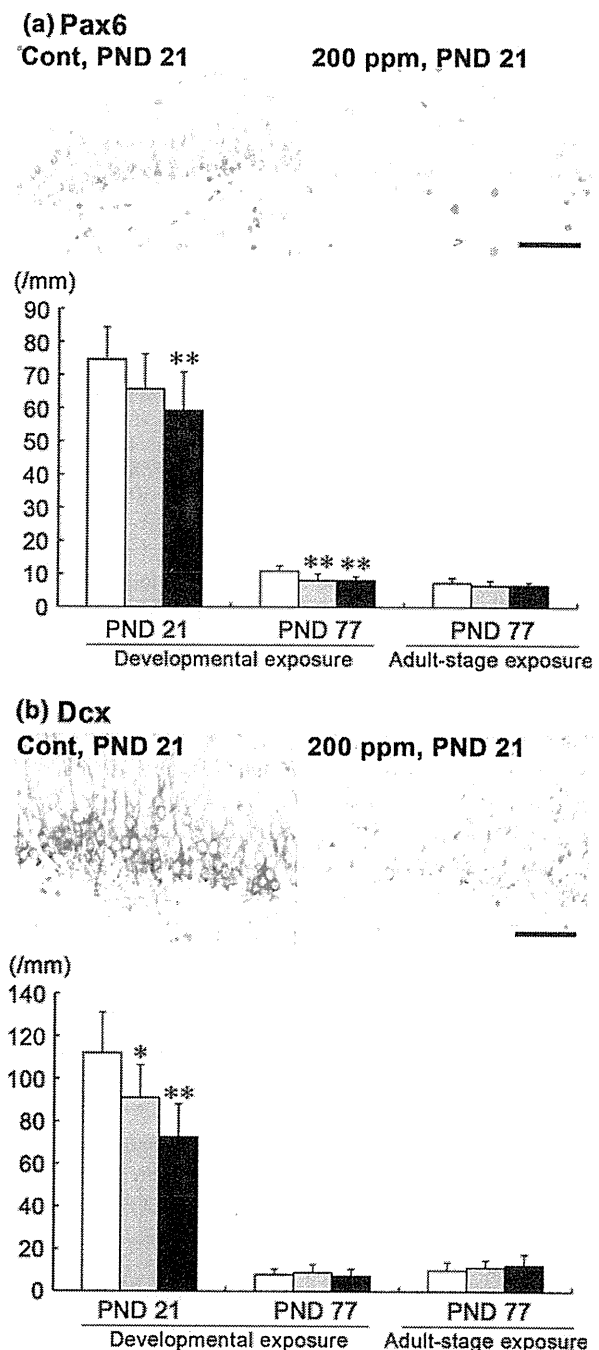 (a) Pax6
Cont, PND 21 200 ppm, PND 21
(/mm)
90
80
70
60
50
40
30
20
10
0
**
** **
PND 21 PND 77 PND 77
Developmental exposure Adult-stage exposure
(b) Dcx
Cont, PND 21 200 ppm, PND 21
(/mm)
140
120
100
80
60
40
20
0
*
**
PND 21 PND 77 PND 77
Developmental exposure Adult-stage exposure